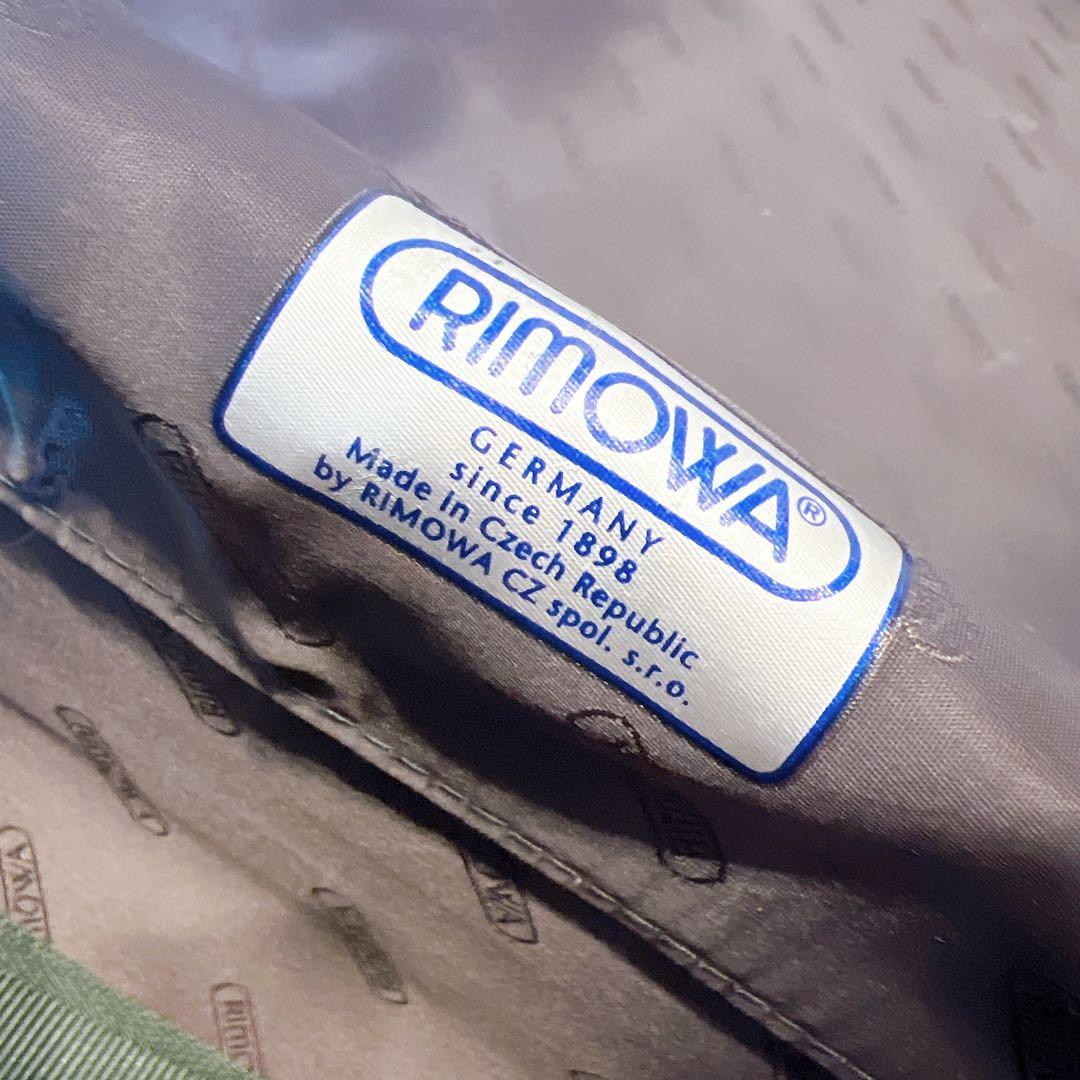 RIMOWA®
GERMANY
since 1898
Made in Czech Republic
by RIMOWA CZ spol. s.r.o.